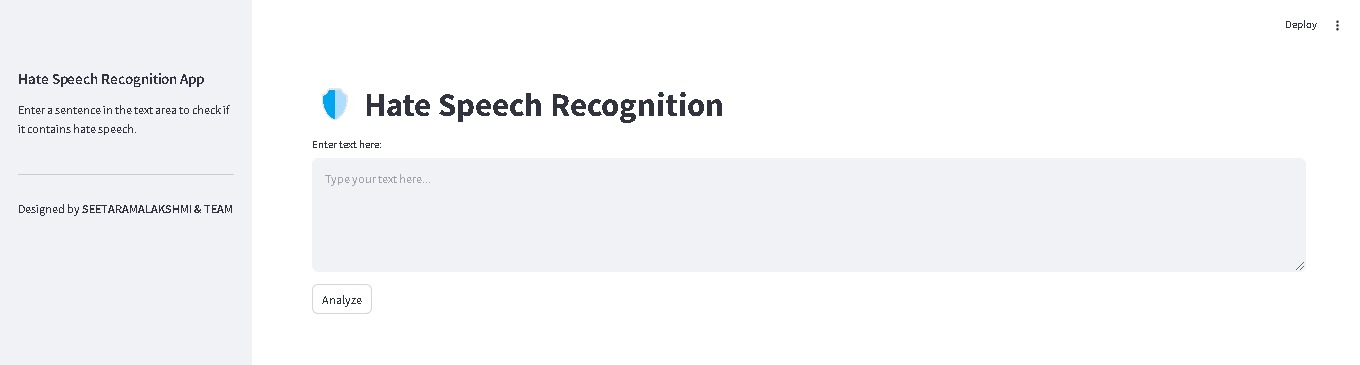 Deploy
Hate Speech Recognition App
Enter a sentence in the text area to check if
it contains hate speech.
Designed by SEETARAMALAKSHMI & TEAM
Hate Speech Recognition
Enter text here:
Type your text here...
Analyze